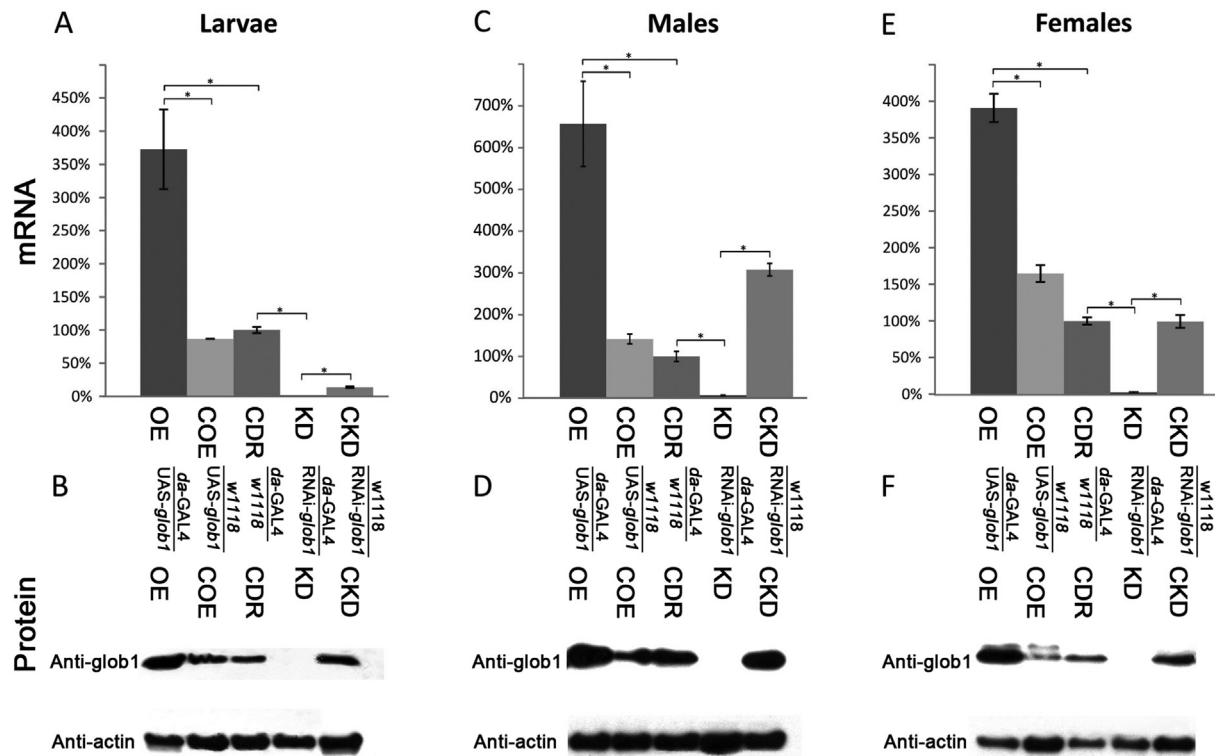 A Larvae
C Males
E Females
mRNA
450%
400%
350%
300%
250%
200%
150%
100%
50%
0%
* * * *
OE COE CDR KD CKD
700%
600%
500%
400%
300%
200%
100%
0%
* * * *
OE COE CDR KD CKD
400%
350%
300%
250%
200%
150%
100%
50%
0%
* * * *
OE COE CDR KD CKD
B
da-GAL4
UAS-glob1
w1118
UAS-glob1
da-GAL4
w1118
da-GAL4
RNAi-glob1
w1118
RNAi-glob1
OE COE CDR KD CKD
D
da-GAL4
UAS-glob1
w1118
UAS-glob1
da-GAL4
w1118
da-GAL4
RNAi-glob1
w1118
RNAi-glob1
OE COE CDR KD CKD
F
da-GAL4
UAS-glob1
w1118
UAS-glob1
da-GAL4
w1118
da-GAL4
RNAi-glob1
w1118
RNAi-glob1
OE COE CDR KD CKD
Protein
Anti-glob1
Anti-actin
Anti-glob1
Anti-actin
Anti-glob1
Anti-actin